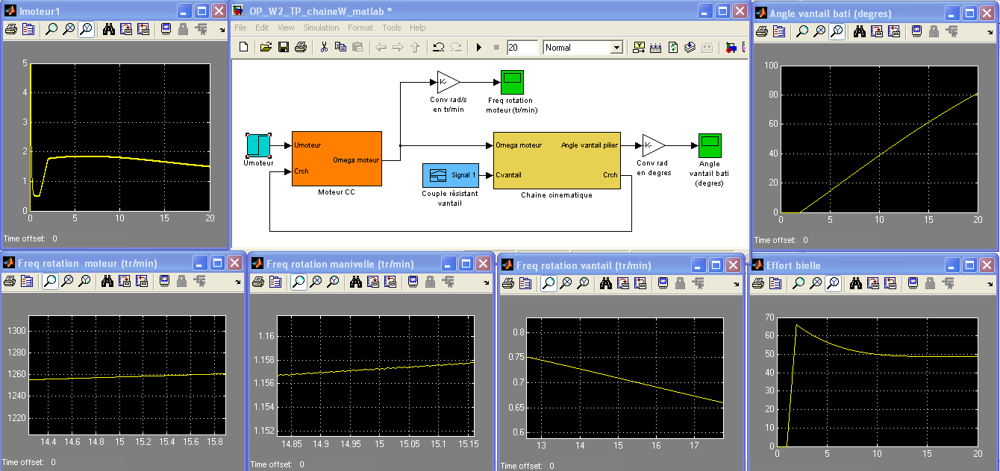 Imoteur1
5
4
3
2
1
0
0 5 10 15 20
Time offset: 0
OP_W2_TP_chaineW_matlab *
File Edit View Simulation Format Tools Help
20 Normal
K-
Conv rad/s
en tr/min
Freq rotation
moteur (tr/min)
Umoteur
Umoteur
Omega moteur
Crch
Moteur CC
Signal 1
Couple résistant
vantail
Omega moteur Angle vantail pilier
Cvantail Crch
Chaine cinematique
K-
Conv rad
en degres
Angle
vantail bati
(degres)
Angle vantail bati (degres)
100
80
60
40
20
0
0 5 10 15 20
Time offset: 0
Freq rotation moteur (tr/min)
1300
1280
1260
1240
1220
14.4 14.6 14.8 15 15.2 15.4 15.6 15.8
Time offset: 0
Freq rotation manivelle (tr/min)
1.16
1.158
1.156
1.154
1.152
14.85 14.9 14.95 15 15.05 15.1 15.15
Time offset: 0
Freq rotation vantail (tr/min)
0.8
0.75
0.7
0.65
0.6
13 14 15 16 17
Time offset: 0
Effort bielle
70
60
50
40
30
20
10
0
0 5 10 15 20
Time offset: 0